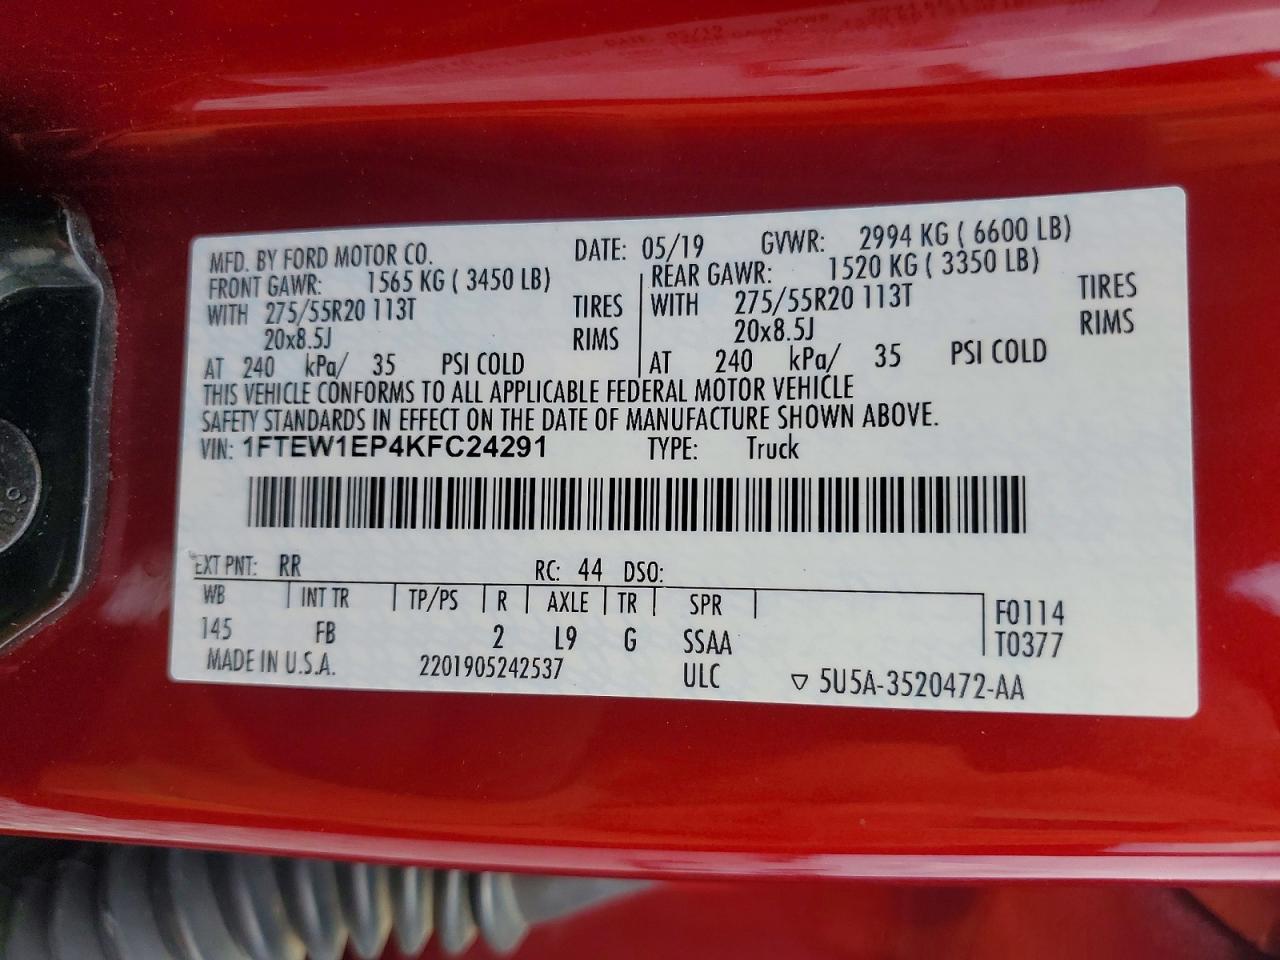 MFD. BY FORD MOTOR CO. DATE: 05/19 GVWR: 2994 KG ( 6600 LB)
FRONT GAWR: 1565 KG ( 3450 LB) REAR GAWR: 1520 KG ( 3350 LB)
WITH 275/55R20 113T TIRES WITH 275/55R20 113T TIRES
20x8.5J RIMS 20x8.5J RIMS
AT 240 kPa/ 35 PSI COLD AT 240 kPa/ 35 PSI COLD
THIS VEHICLE CONFORMS TO ALL APPLICABLE FEDERAL MOTOR VEHICLE
SAFETY STANDARDS IN EFFECT ON THE DATE OF MANUFACTURE SHOWN ABOVE.
VIN: 1FTEW1EP4KFC24291 TYPE: Truck
EXT PNT: RR RC: 44 DSO:
WB INT TR TP/PS R AXLE TR SPR F0114
145 FB 2 L9 G SSAA T0377
MADE IN U.S.A. 2201905242537 ULC ▽ 5U5A-3520472-AA